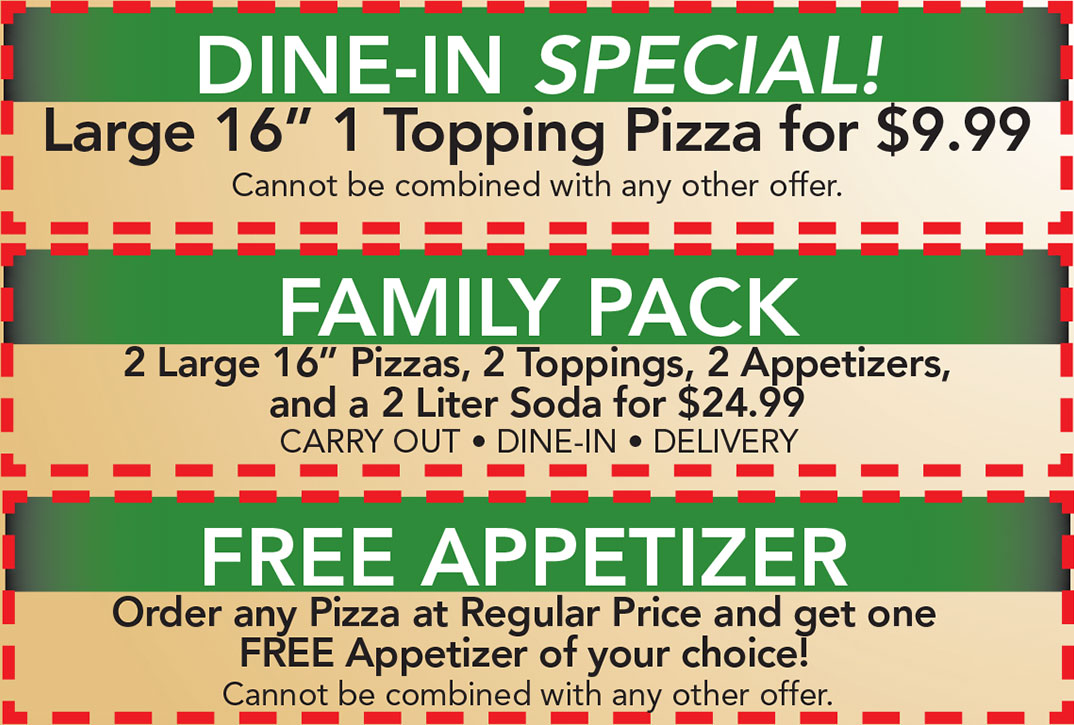 DINE-IN SPECIAL!
Large 16” 1 Topping Pizza for $9.99
Cannot be combined with any other offer.
FAMILY PACK
2 Large 16” Pizzas, 2 Toppings, 2 Appetizers,
and a 2 Liter Soda for $24.99
CARRY OUT • DINE-IN • DELIVERY
FREE APPETIZER
Order any Pizza at Regular Price and get one
FREE Appetizer of your choice!
Cannot be combined with any other offer.